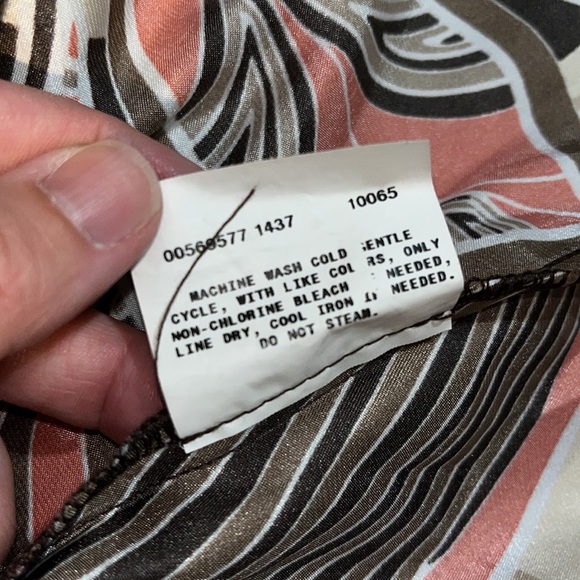 00569577 1437 10065
MACHINE WASH COLD GENTLE
CYCLE, WITH LIKE COLORS, ONLY
NON-CHLORINE BLEACH IF NEEDED,
LINE DRY, COOL IRON IF NEEDED.
DO NOT STEAM.